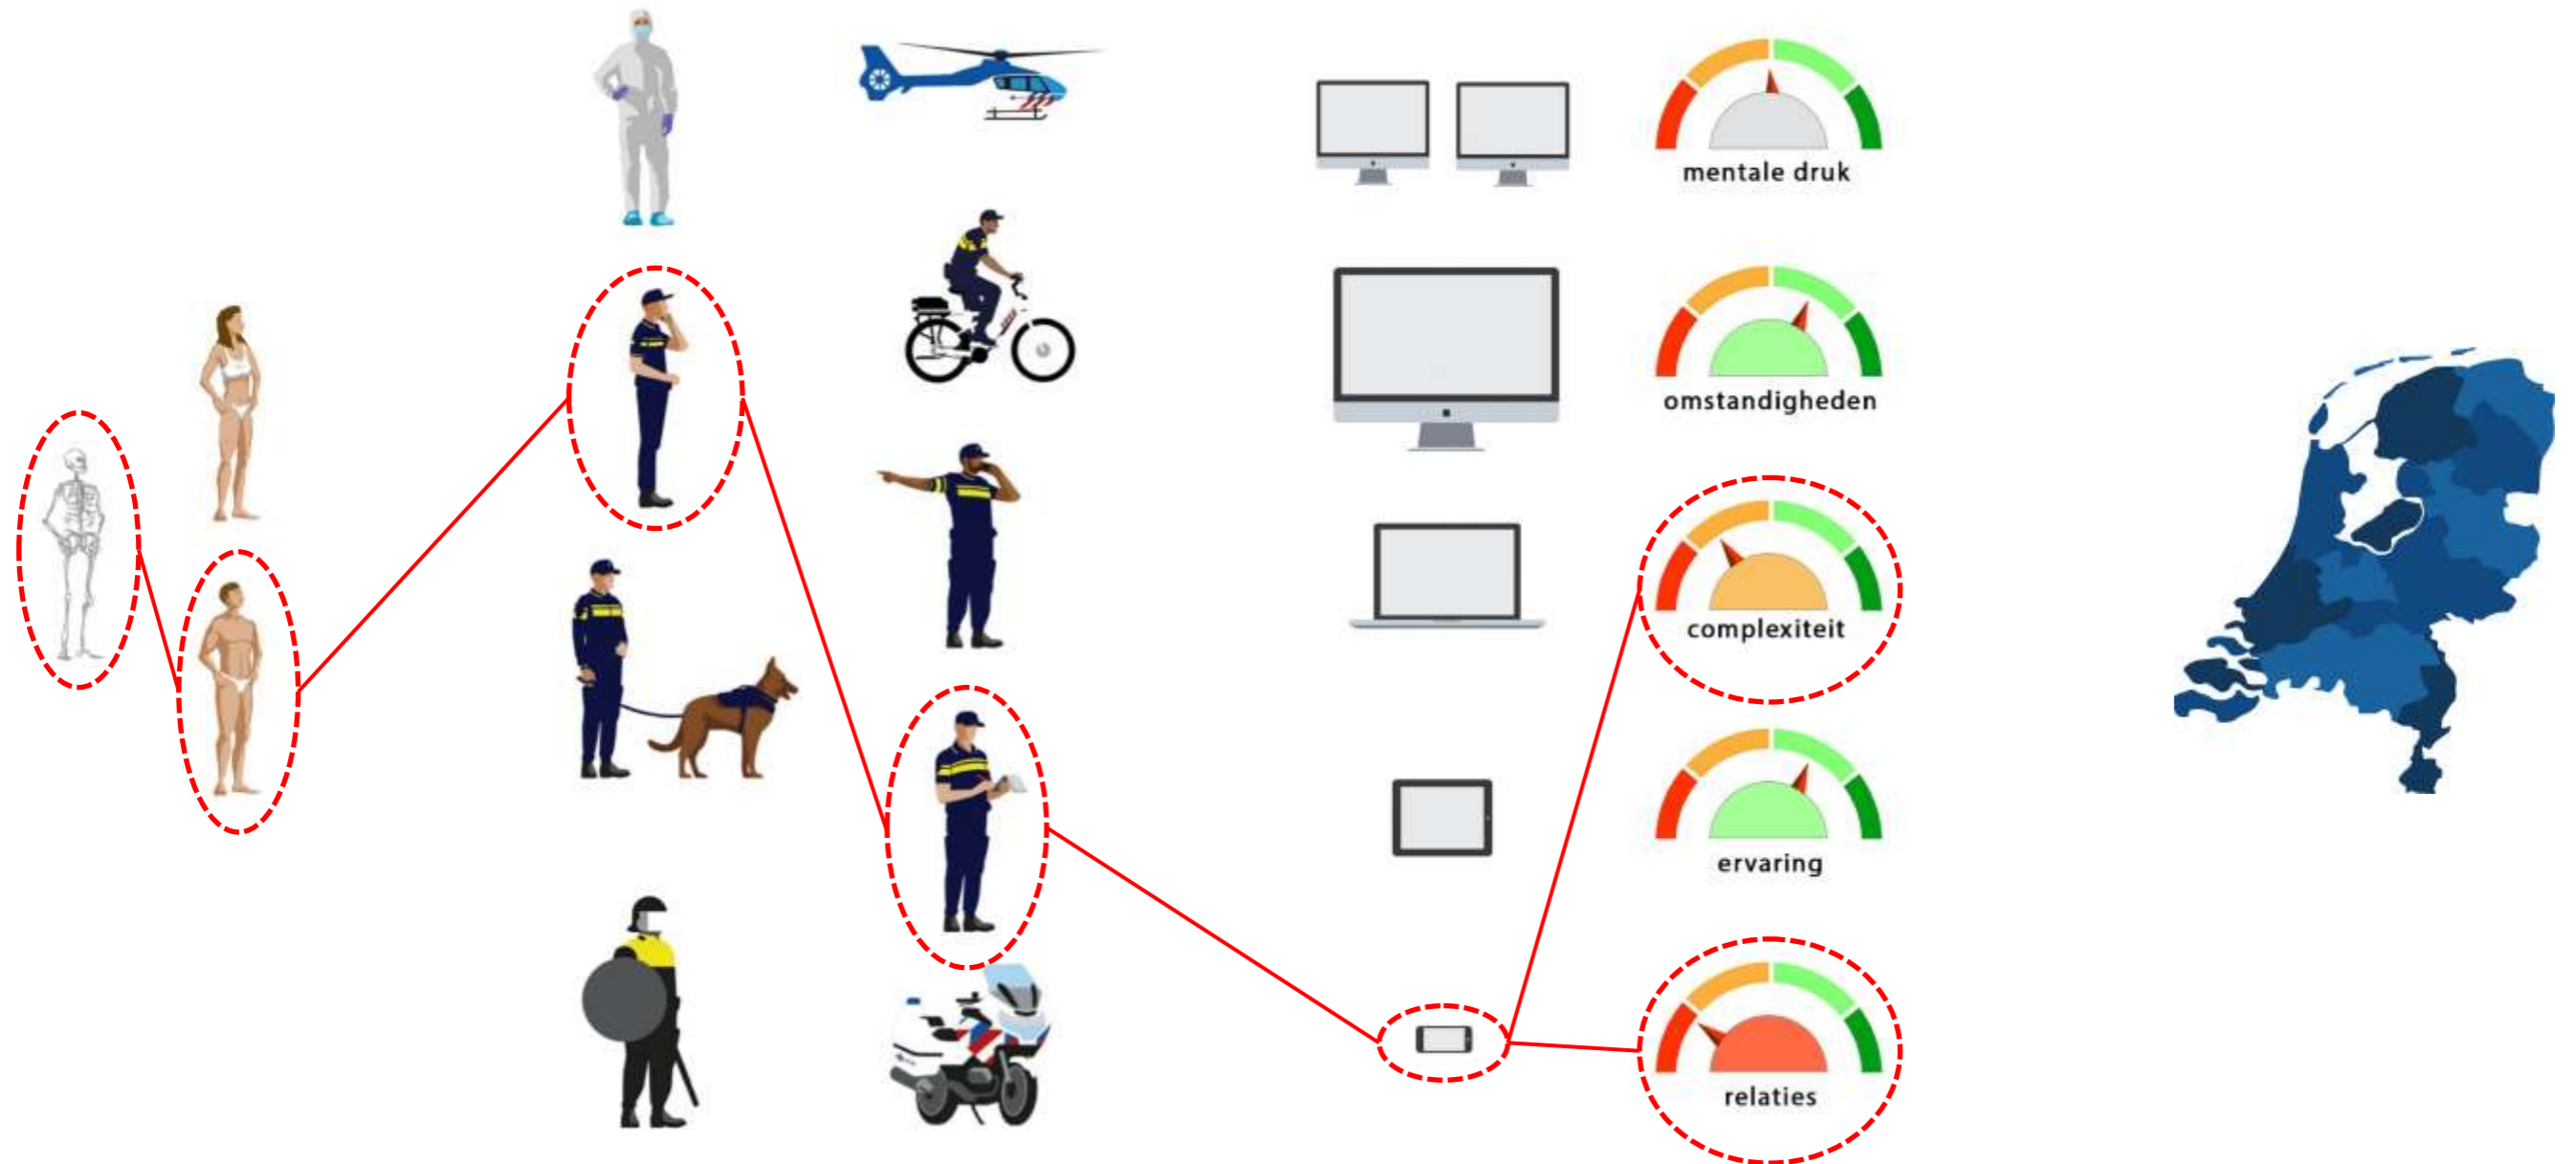 mentale druk
omstandigheden
complexiteit
ervaring
relaties